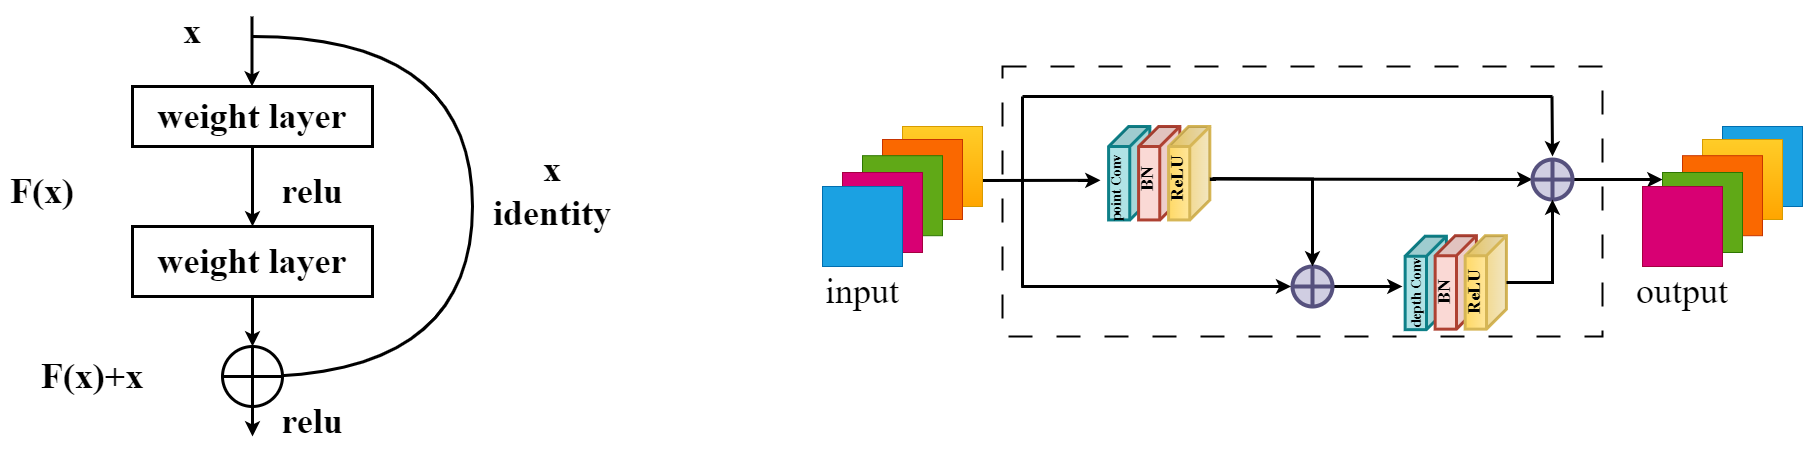 x
weight layer
F(x)
relu
x
identity
weight layer
F(x)+x
relu
point Conv
BN
ReLU
depth Conv
BN
ReLU
input
output